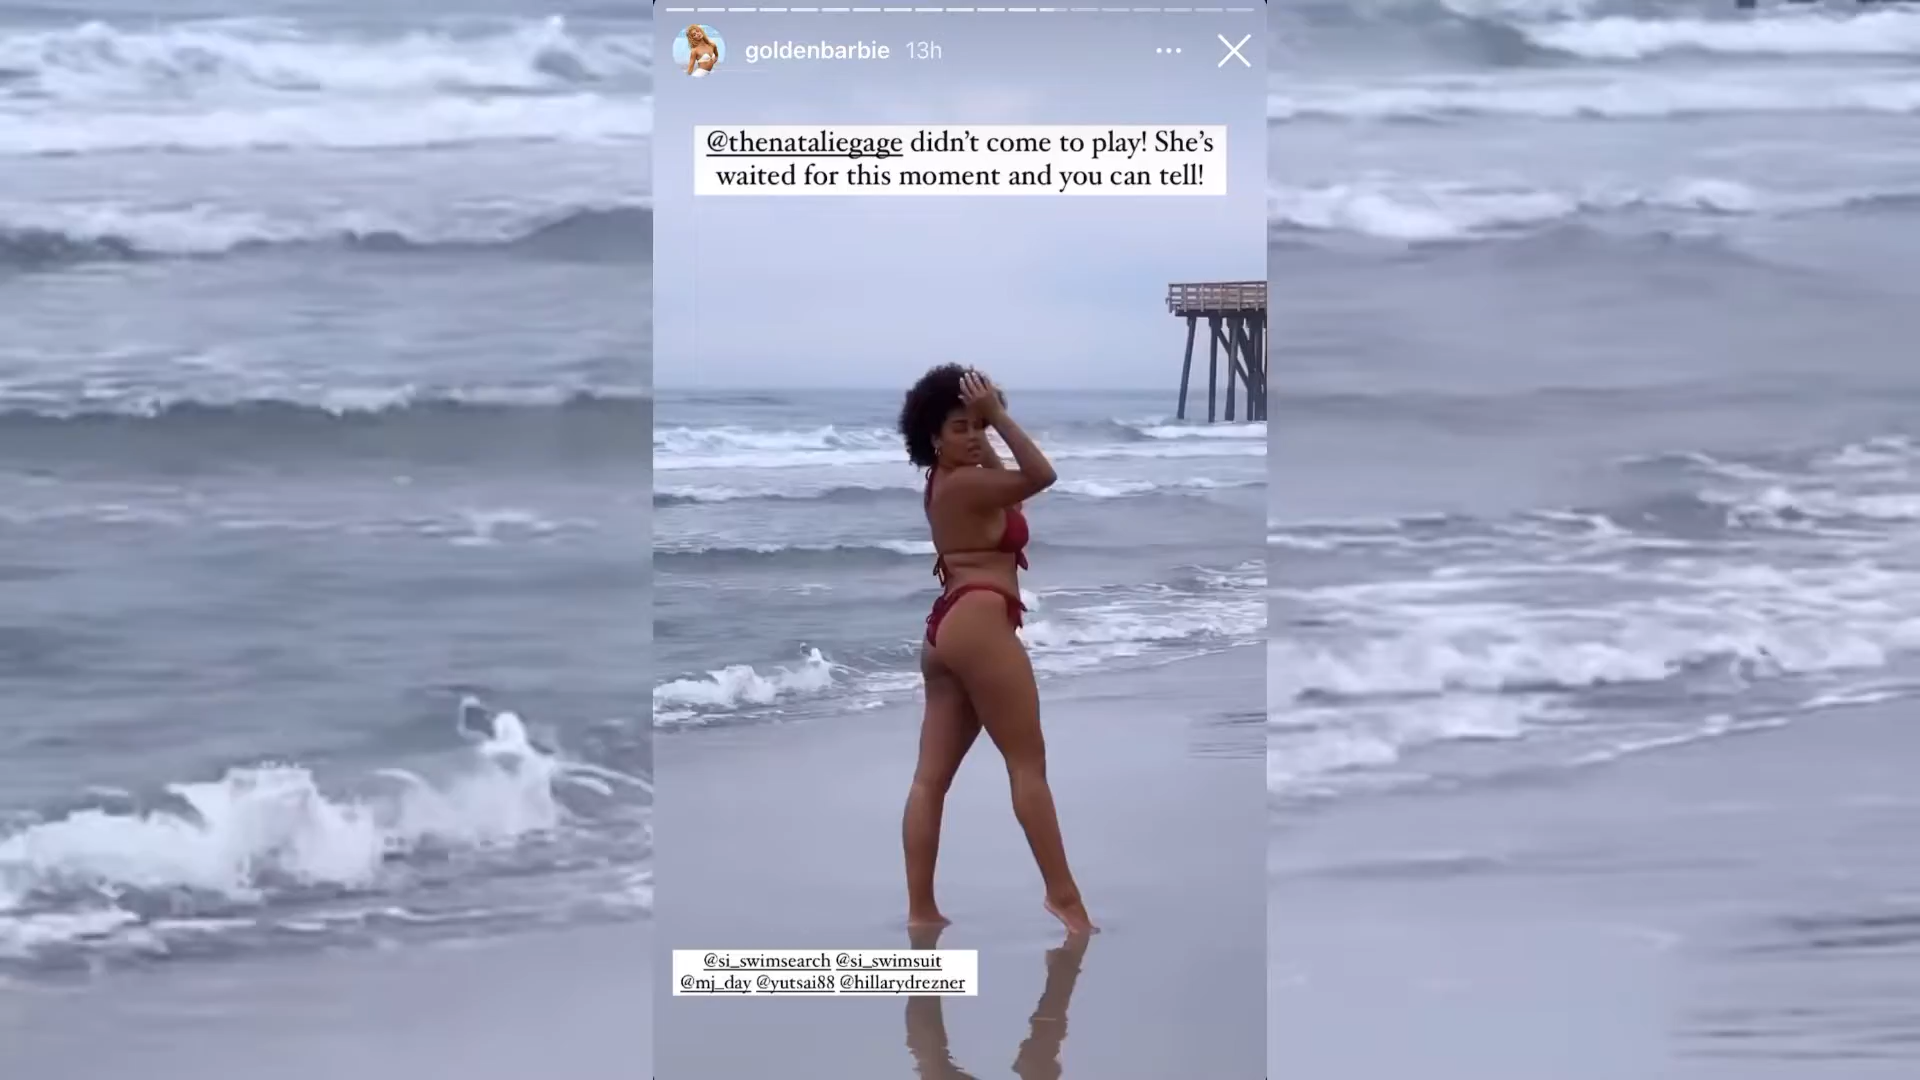 goldenbarbie 13h
@thenataliegage didn't come to play! She's
waited for this moment and you can tell!
@si_swimsearch @si_swimsuit
@mj_day @yutsai88 @hillarydrezner